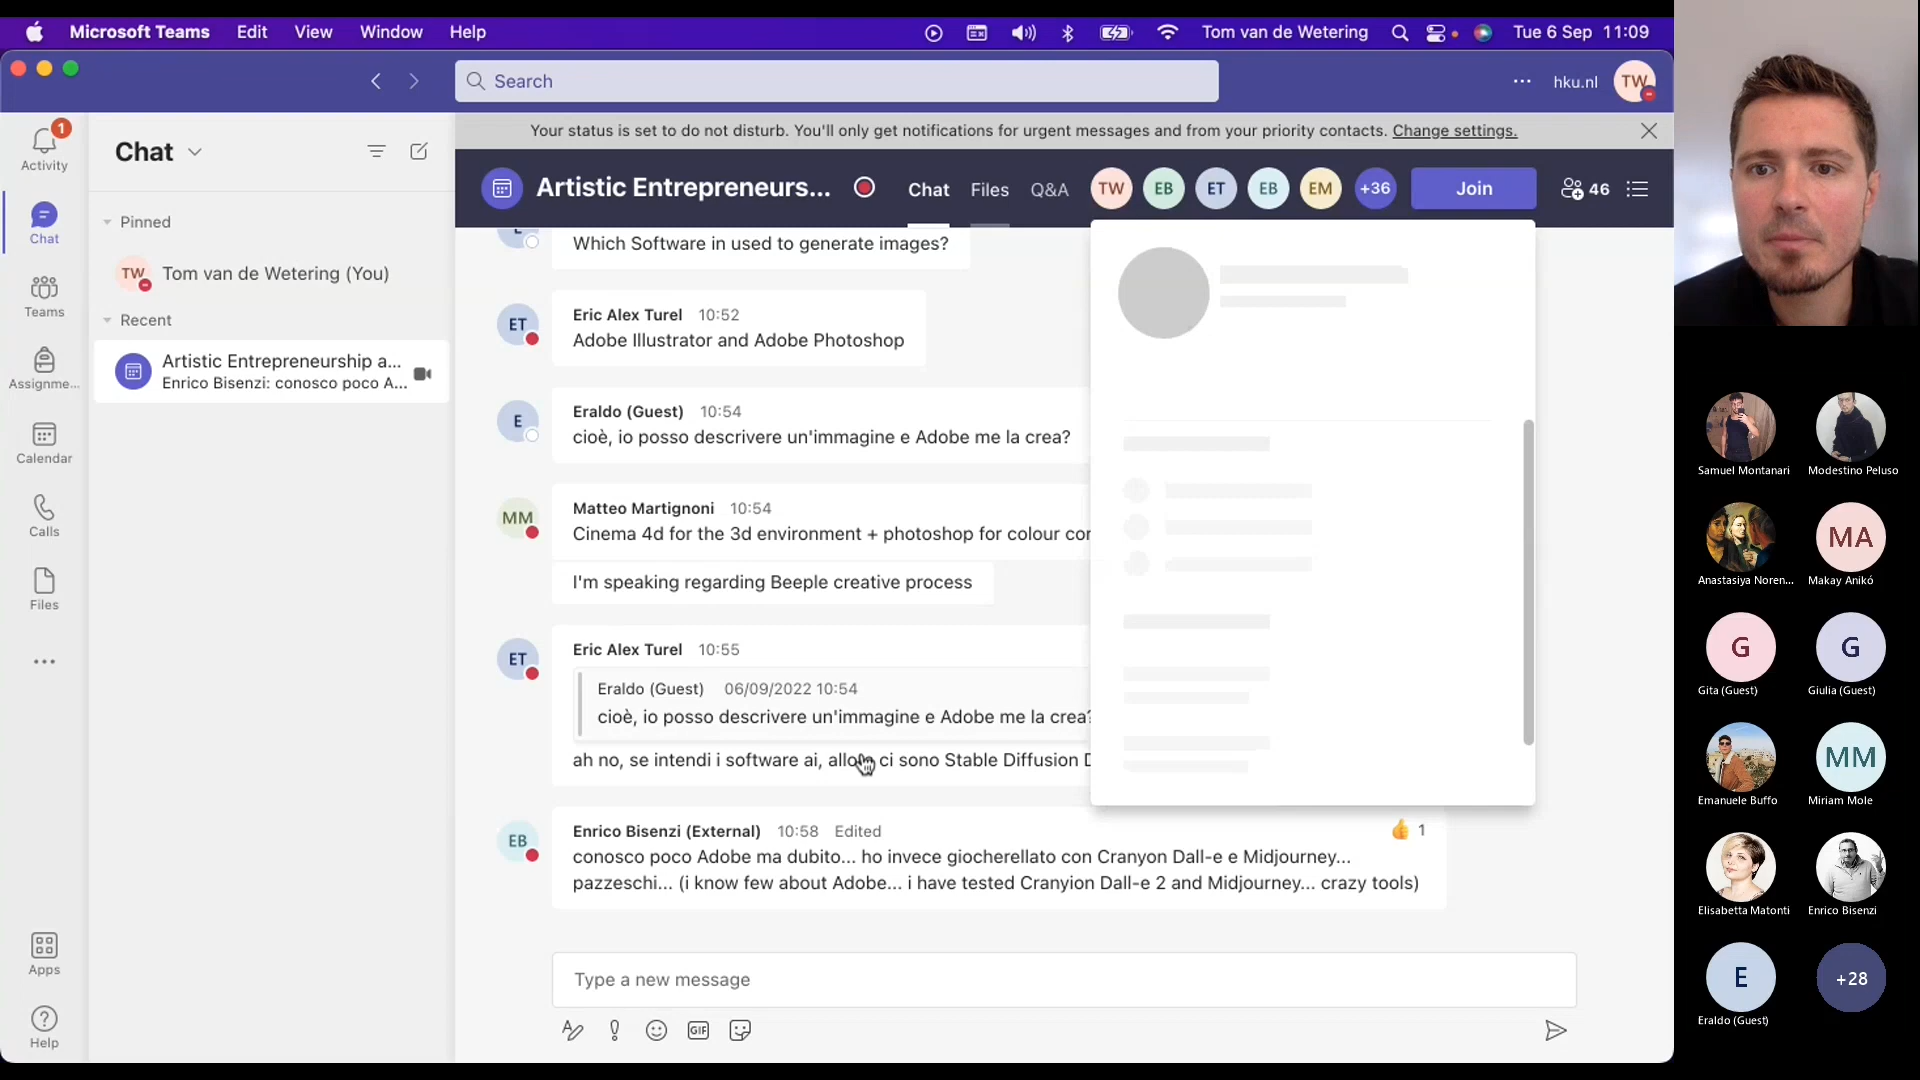 Microsoft Teams Edit View Window Help
Tom van de Wetering Tue 6 Sep 11:09
Search
hku.nl TW
Your status is set to do not disturb. You'll only get notifications for urgent messages and from your priority contacts. Change settings.
1
Activity
Chat
Teams
Assignme...
Calendar
Calls
Files
Apps
Help
Chat
Pinned
TW Tom van de Wetering (You)
Recent
Artistic Entrepreneurship a...
Enrico Bisenzi: conosco poco A...
Artistic Entrepreneurs... Chat Files Q&A TW EB ET EB EM +36 Join 46
Which Software in used to generate images?
ET
Eric Alex Turel 10:52
Adobe Illustrator and Adobe Photoshop
E
Eraldo (Guest) 10:54
cioè, io posso descrivere un'immagine e Adobe me la crea?
MM
Matteo Martignoni 10:54
Cinema 4d for the 3d environment + photoshop for colour cor
I'm speaking regarding Beeple creative process
ET
Eric Alex Turel 10:55
Eraldo (Guest) 06/09/2022 10:54
cioè, io posso descrivere un'immagine e Adobe me la crea?
ah no, se intendi i software ai, ci sono Stable Diffusion
EB
Enrico Bisenzi (External) 10:58 Edited
1
conosco poco Adobe ma dubito... ho invece giocherellato con Cranyon Dall-e e Midjourney...
pazzeschi... (i know few about Adobe... i have tested Cranyion Dall-e 2 and Midjourney... crazy tools)
Type a new message
GIF
Samuel Montanari
Modestino Peluso
Anastasiya Noren...
MA
Makay Anikó
G
Gita (Guest)
G
Giulia (Guest)
Emanuele Buffo
MM
Miriam Mole
Elisabetta Matonti
Enrico Bisenzi
E
Eraldo (Guest)
+28